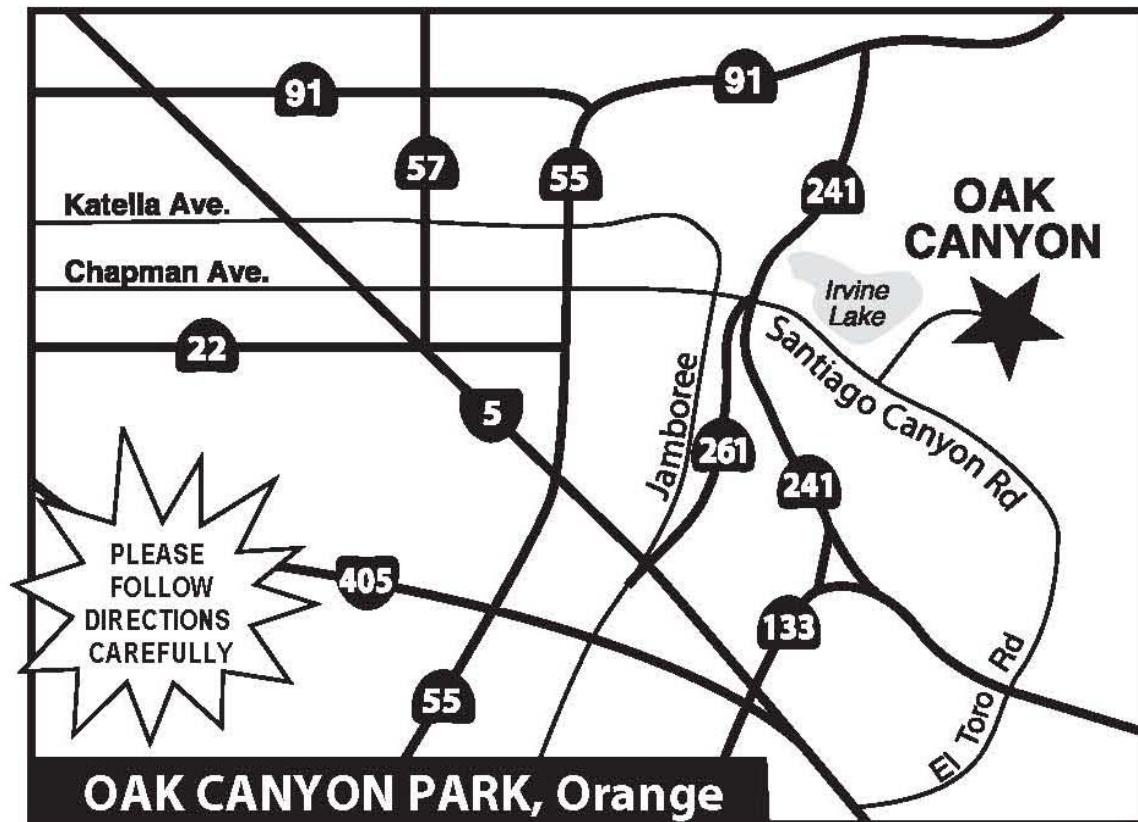 91
91
57
55
241
OAK
CANYON
Katella Ave.
Chapman Ave.
Irvine
Lake
22
Santiago Canyon Rd
5
Jamboree
261
241
PLEASE
FOLLOW
DIRECTIONS
CAREFULLY
405
133
55
El Toro Rd
OAK CANYON PARK, Orange